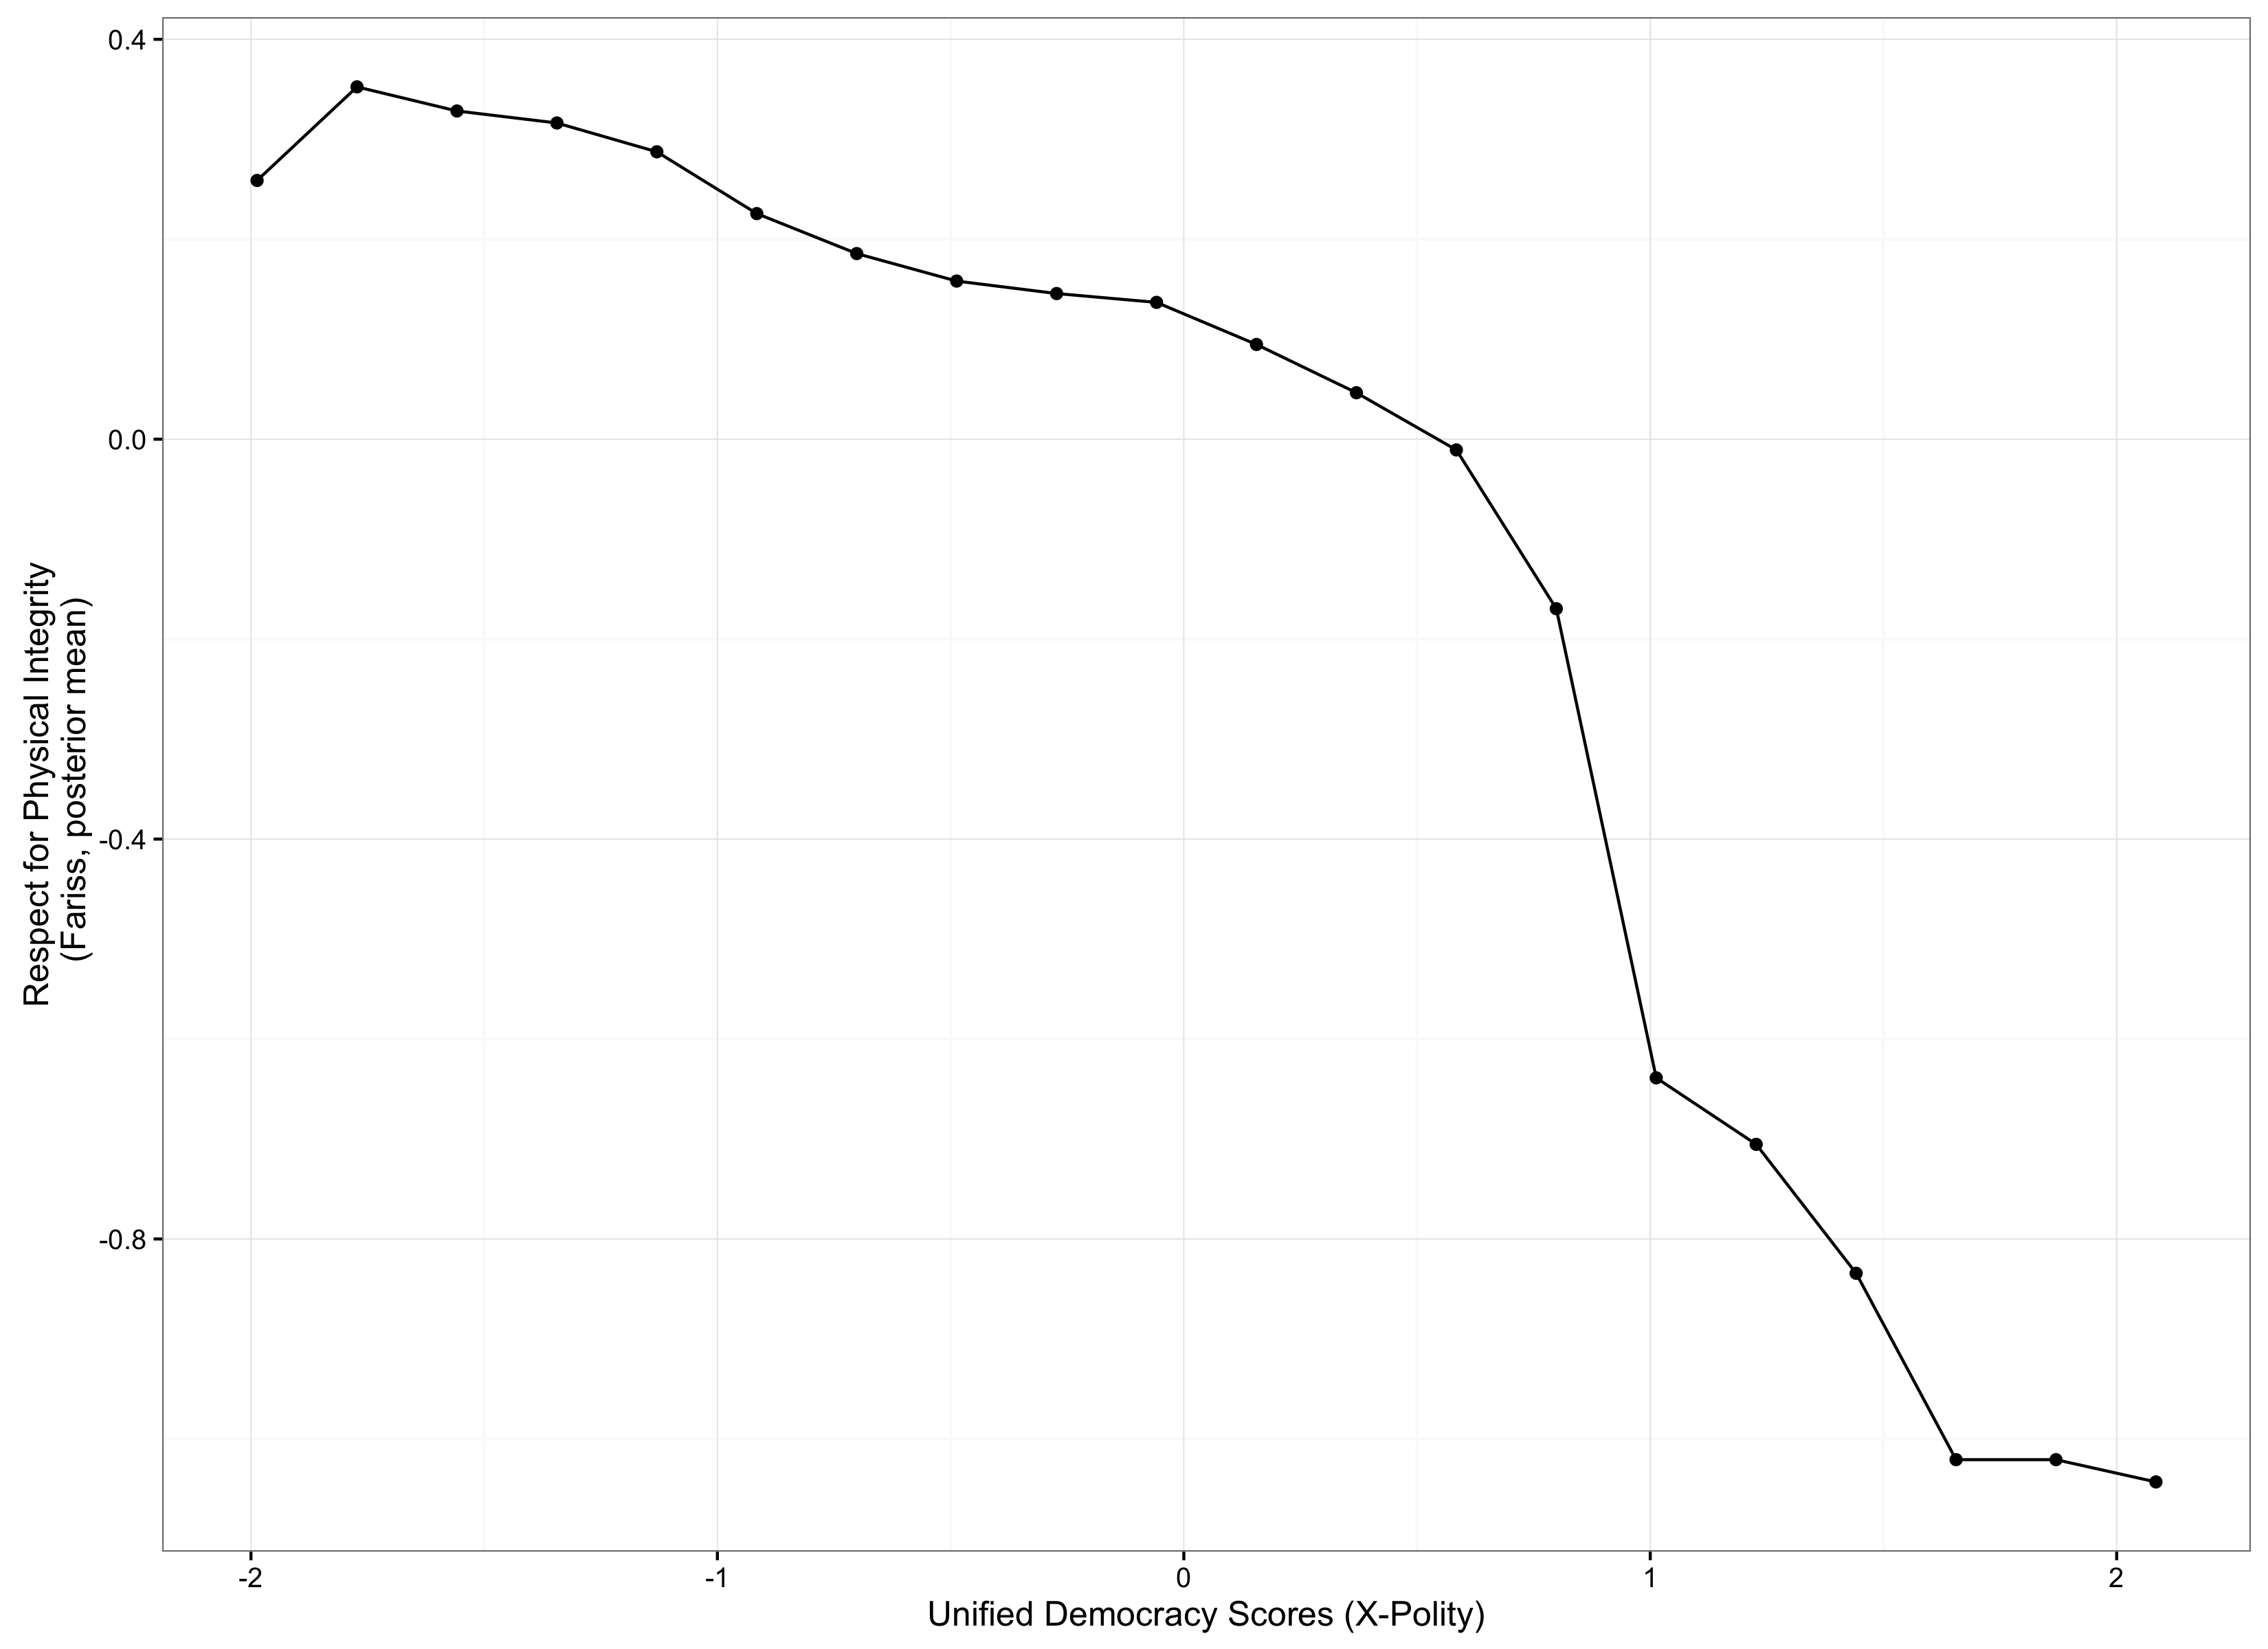 0.4
0.0
-0.4
-0.8
Respect for Physical Integrity
(Fariss, posterior mean)
-2 -1 0 1 2
Unified Democracy Scores (X-Polity)